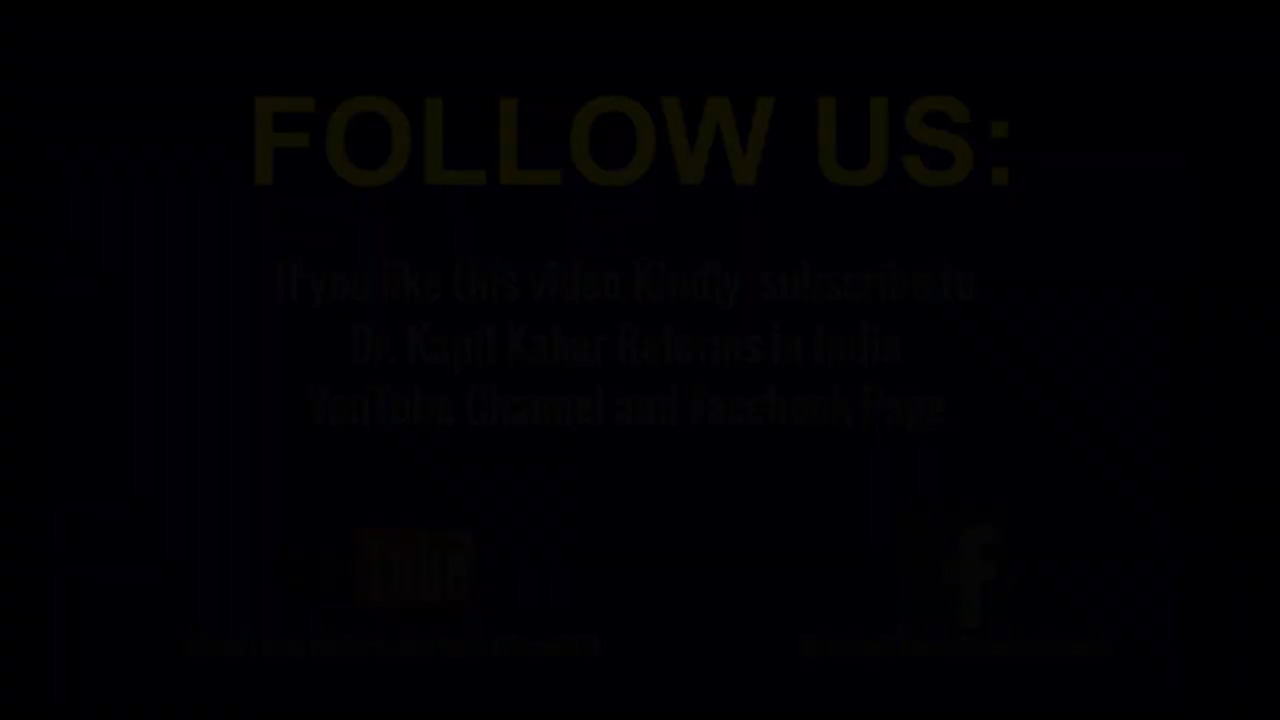 FOLLOW US:
If you like this video Kindly subscribe to
Dr. Kapil Kakar Reforms in India
YouTube Channel and Facebook Page
Tube
f